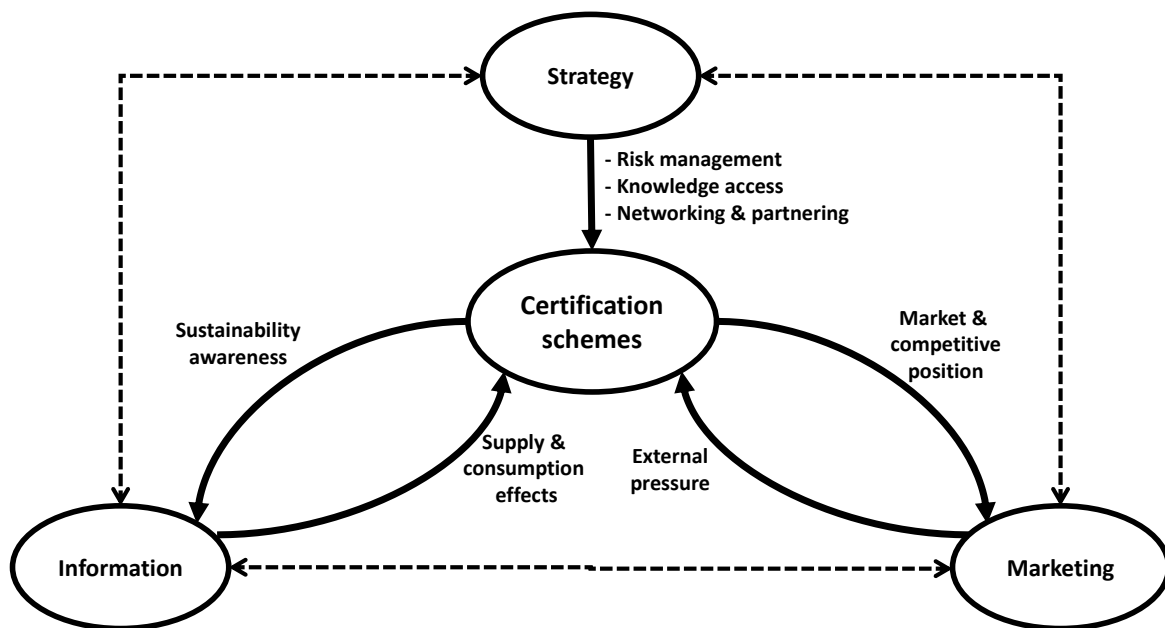 Strategy
- Risk management
- Knowledge access
- Networking & partnering
Certification
schemes
Sustainability
awareness
Market &
competitive
position
Supply &
consumption
effects
External
pressure
Information
Marketing